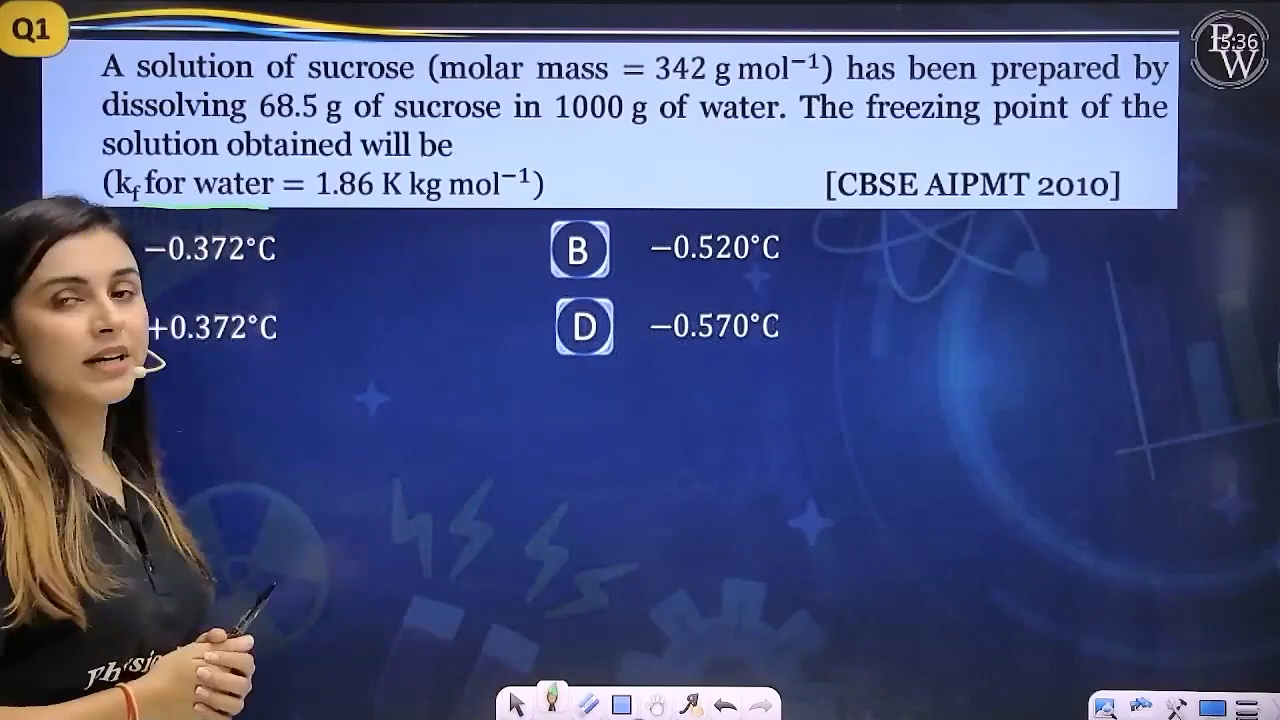 Q1
A solution of sucrose (molar mass = 342 g mol⁻¹) has been prepared by
dissolving 68.5 g of sucrose in 1000 g of water. The freezing point of the
solution obtained will be
(k_f for water = 1.86 K kg mol⁻¹) [CBSE AIPMT 2010]
−0.372°C
B −0.520°C
+0.372°C
D −0.570°C
P W
5:36
Physic